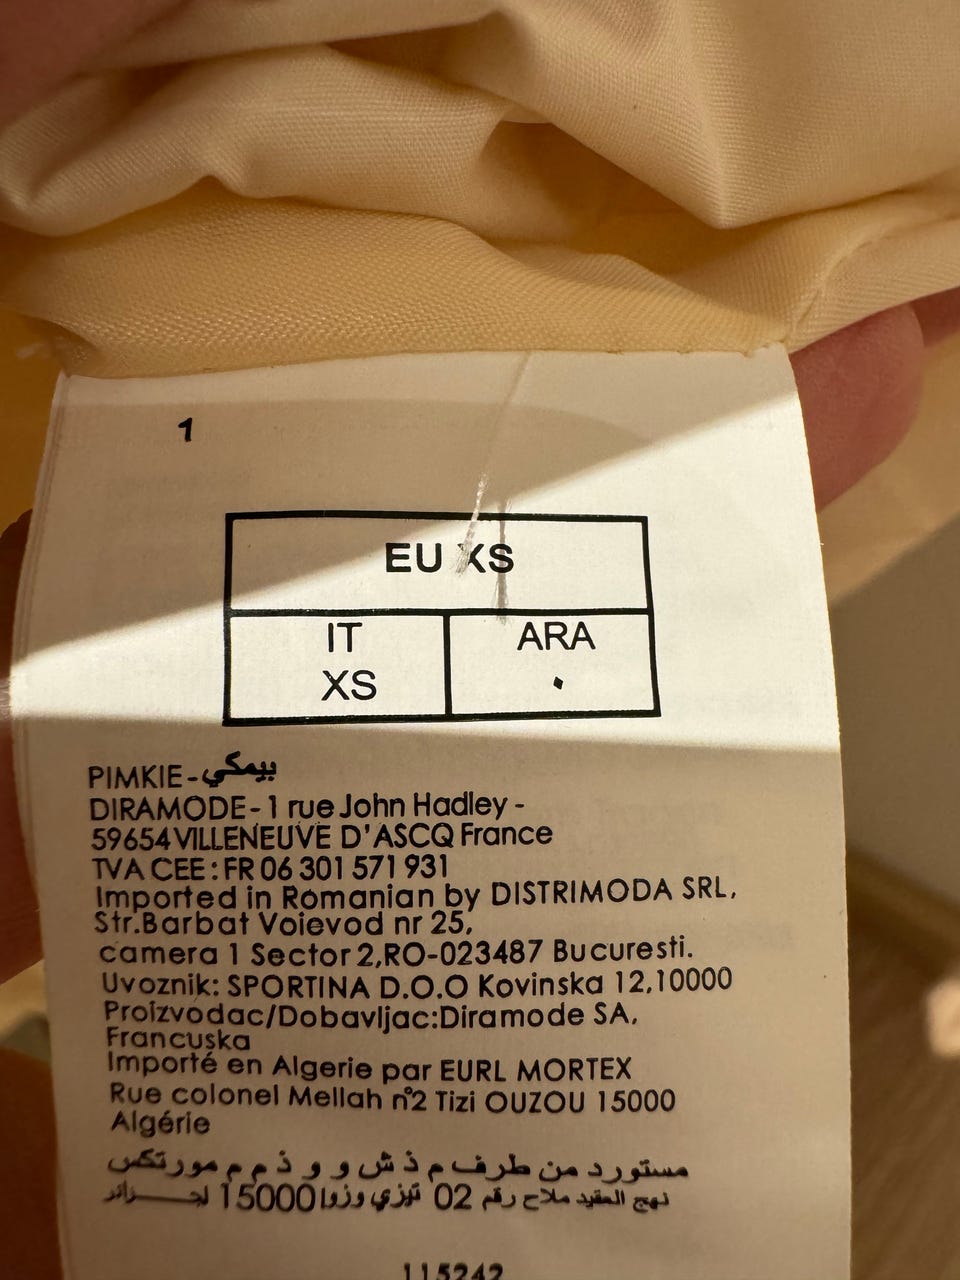 1
EU XS
IT
XS
ARA
٠
PIMKIE-بيمكي
DIRAMODE-1 rue John Hadley -
59654 VILLENEUVE D'ASCQ France
TVA CEE: FR 06 301 571 931
Imported in Romanian by DISTRIMODA SRL,
Str.Barbat Voievod nr 25,
camera 1 Sector 2,RO-023487 Bucuresti.
Uvoznik: SPORTINA D.O.O Kovinska 12,10000
Proizvodac/Dobavljac:Diramode SA,
Francuska
Importé en Algerie par EURL MORTEX
Rue colonel Mellah n°2 Tizi OUZOU 15000
Algérie
مستورد من طرف م ذ ش و و ذ م م مورتكس
نهج العقيد ملاح رقم 02 تيزي وزوا 15000 لجـــزائر
115242